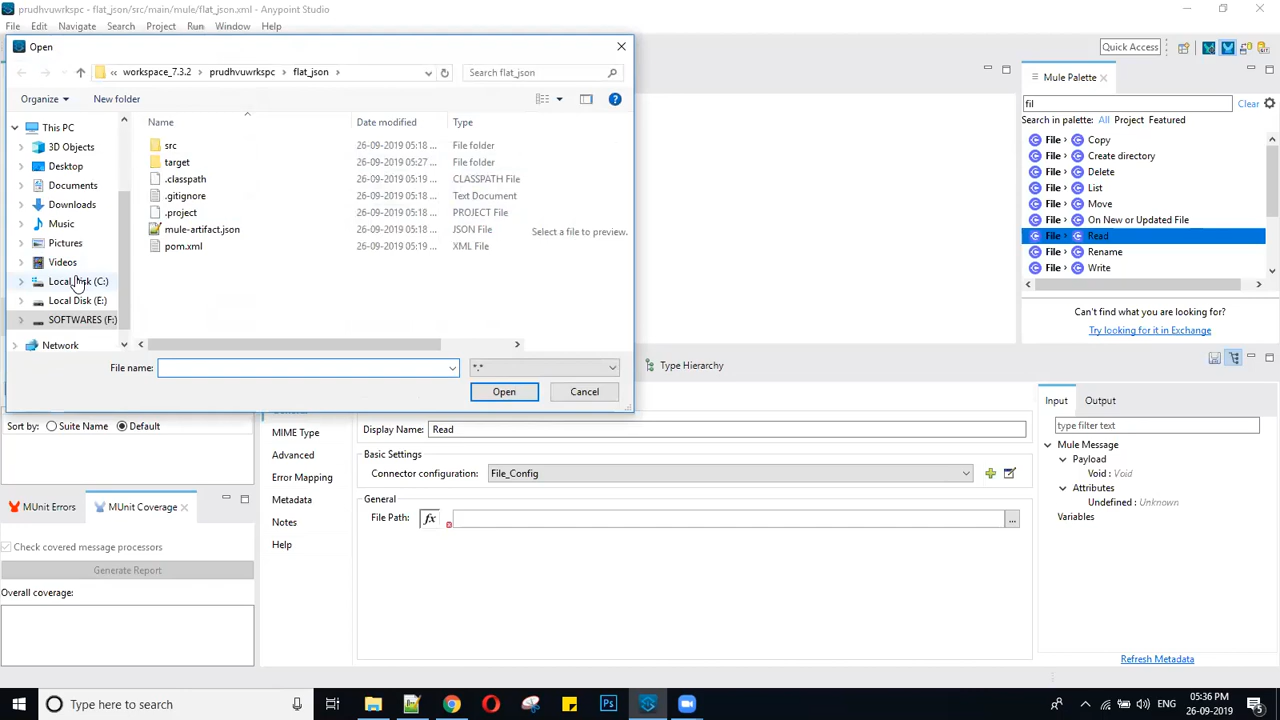 prudhvuwrkspc - flat_json/src/main/mule/flat_json.xml - Anypoint Studio
File Edit Navigate Search Project Run Window Help
Open
« workspace_7.3.2 › prudhvuwrkspc › flat_json ›
Search flat_json
Quick Access
Organize
New folder
This PC
3D Objects
Desktop
Documents
Downloads
Music
Pictures
Videos
Local Disk (C:)
Local Disk (E:)
SOFTWARES (F:)
Network
Name Date modified Type
src 26-09-2019 05:18 ... File folder
target 26-09-2019 05:27 ... File folder
.classpath 26-09-2019 05:18 ... CLASSPATH File
.gitignore 26-09-2019 05:18 ... Text Document
.project 26-09-2019 05:18 ... PROJECT File
mule-artifact.json 26-09-2019 05:18 ... JSON File
pom.xml 26-09-2019 05:19 ... XML File
Select a file to preview.
File name:
*.*
Open
Cancel
Mule Palette
fil
Clear
Search in palette: All Project Featured
File › Copy
File › Create directory
File › Delete
File › List
File › Move
File › On New or Updated File
File › Read
File › Rename
File › Write
Can't find what you are looking for?
Try looking for it in Exchange
Type Hierarchy
Sort by: Suite Name Default
MUnit Errors
MUnit Coverage
Check covered message processors
Generate Report
Overall coverage:
MIME Type
Advanced
Error Mapping
Metadata
Notes
Help
Display Name: Read
Basic Settings
Connector configuration: File_Config
General
File Path: fx
...
Input Output
type filter text
Mule Message
Payload
Void : Void
Attributes
Undefined : Unknown
Variables
Refresh Metadata
Type here to search
Ps
ENG
05:36 PM
26-09-2019